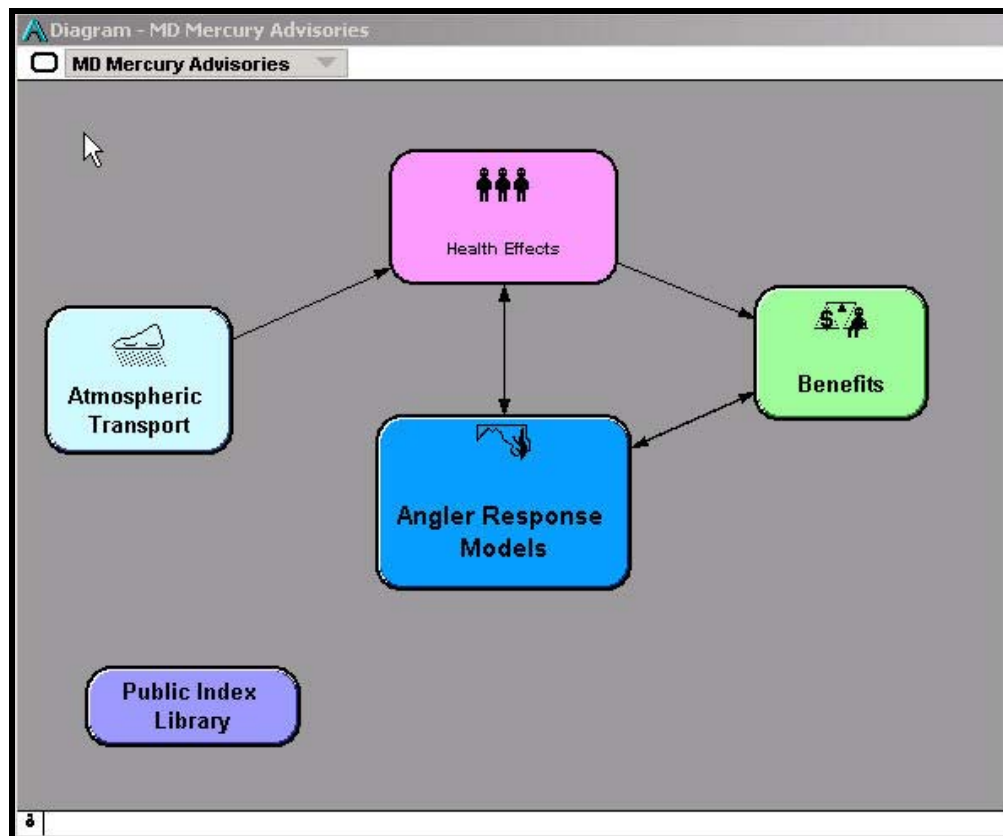 Diagram - MD Mercury Advisories
MD Mercury Advisories
Health Effects
Atmospheric
Transport
$
Benefits
Angler Response
Models
Public Index
Library